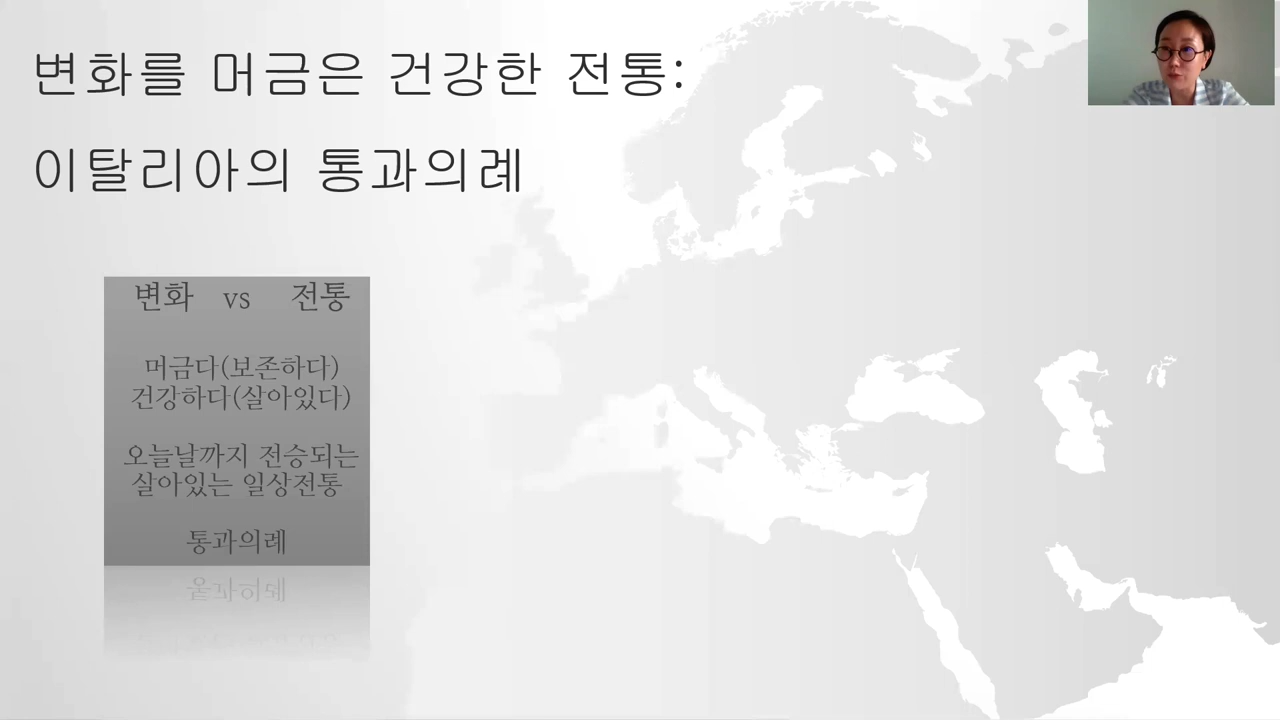 변화를 머금은 건강한 전통:
이탈리아의 통과의례
변화 vs 전통
머금다(보존하다)
건강하다(살아있다)
오늘날까지 전승되는
살아있는 일상전통
통과의례